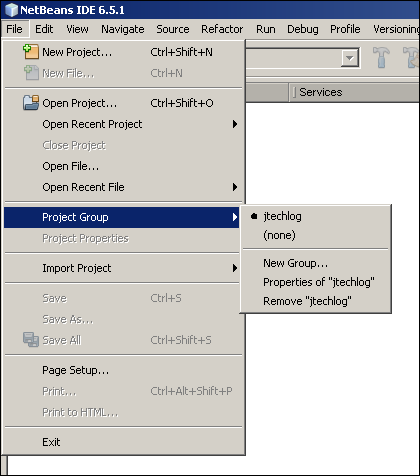 NetBeans IDE 6.5.1
File Edit View Navigate Source Refactor Run Debug Profile Versioning
New Project... Ctrl+Shift+N
New File... Ctrl+N
Services
Open Project... Ctrl+Shift+O
Open Recent Project
Close Project
Open File...
Open Recent File
Project Group
jtechlog
(none)
Project Properties
New Group...
Import Project
Properties of "jtechlog"
Save Ctrl+S
Remove "jtechlog"
Save As...
Save All Ctrl+Shift+S
Page Setup...
Print... Ctrl+Alt+Shift+P
Print to HTML...
Exit